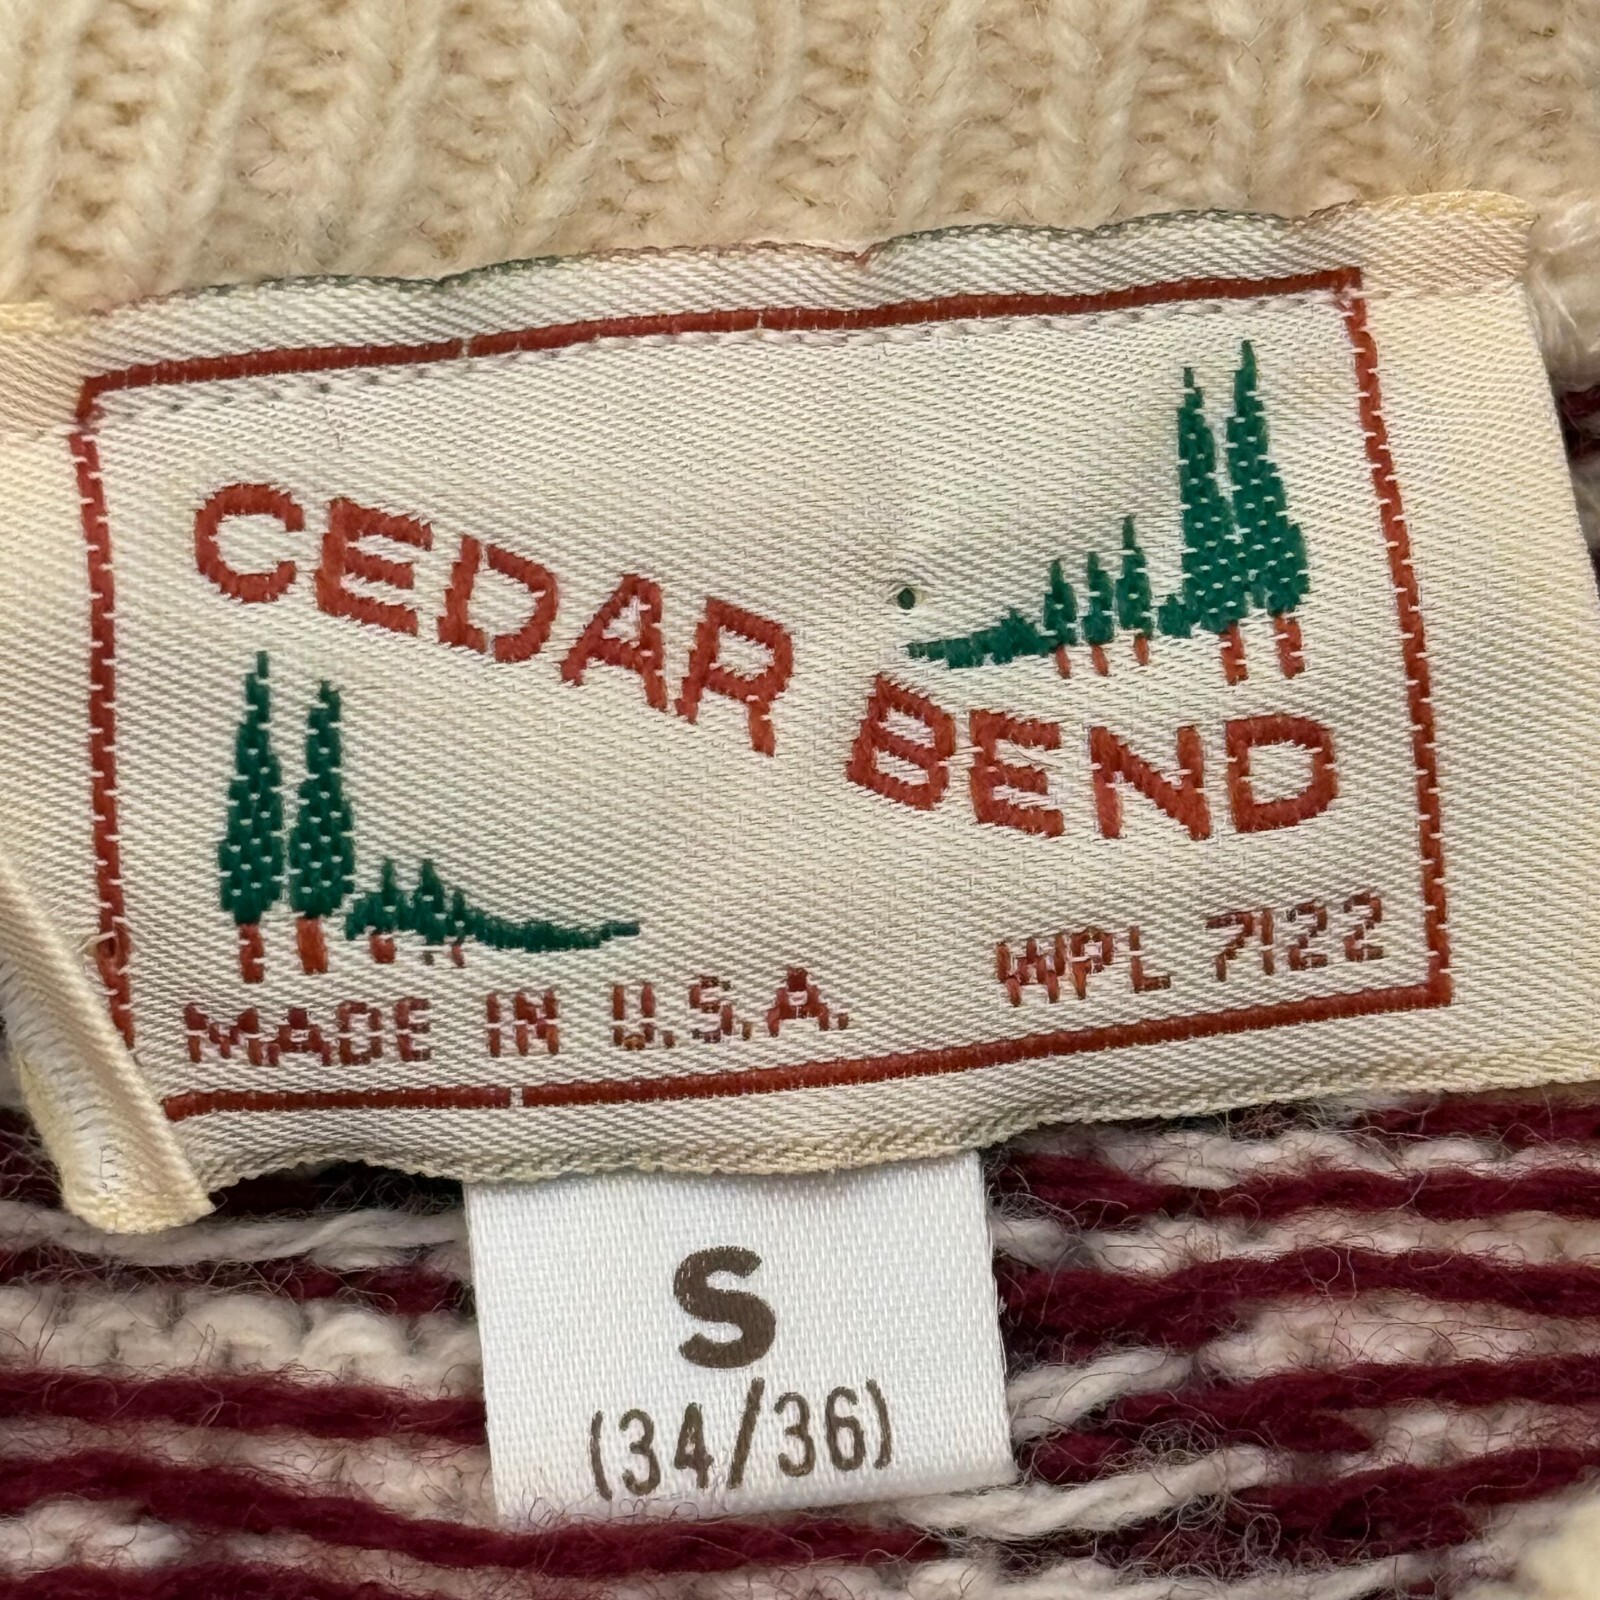 CEDAR BEND
MADE IN U.S.A. WPL 7122
S
(34/36)